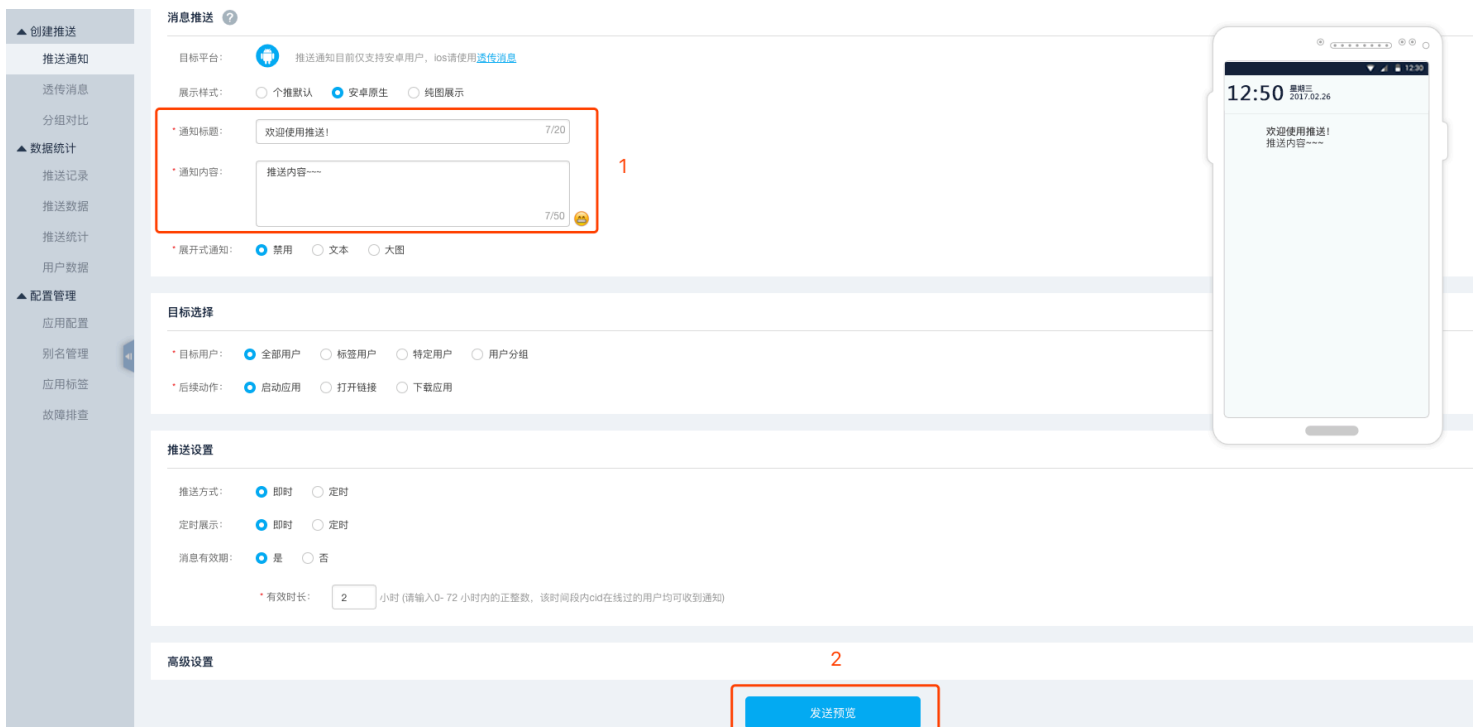 创建推送
推送通知
透传消息
分组对比
数据统计
推送记录
推送数据
推送统计
用户数据
配置管理
应用配置
别名管理
应用标签
故障排查
消息推送 ?
目标平台: 推送通知目前仅支持安卓用户，ios请使用透传消息
展示样式: 个推默认 安卓原生 纯图展示
* 通知标题: 欢迎使用推送! 7/20
* 通知内容: 推送内容~~~
7/50
1
* 展开式通知: 禁用 文本 大图
目标选择
* 目标用户: 全部用户 标签用户 特定用户 用户分组
* 后续动作: 启动应用 打开链接 下载应用
推送设置
推送方式: 即时 定时
定时展示: 即时 定时
消息有效期: 是 否
* 有效时长: 2 小时 (请输入0- 72 小时内的正整数，该时间段内cid在线过的用户均可收到通知)
高级设置
2
发送预览
12:30
12:50 星期三
2017.02.26
欢迎使用推送!
推送内容~~~